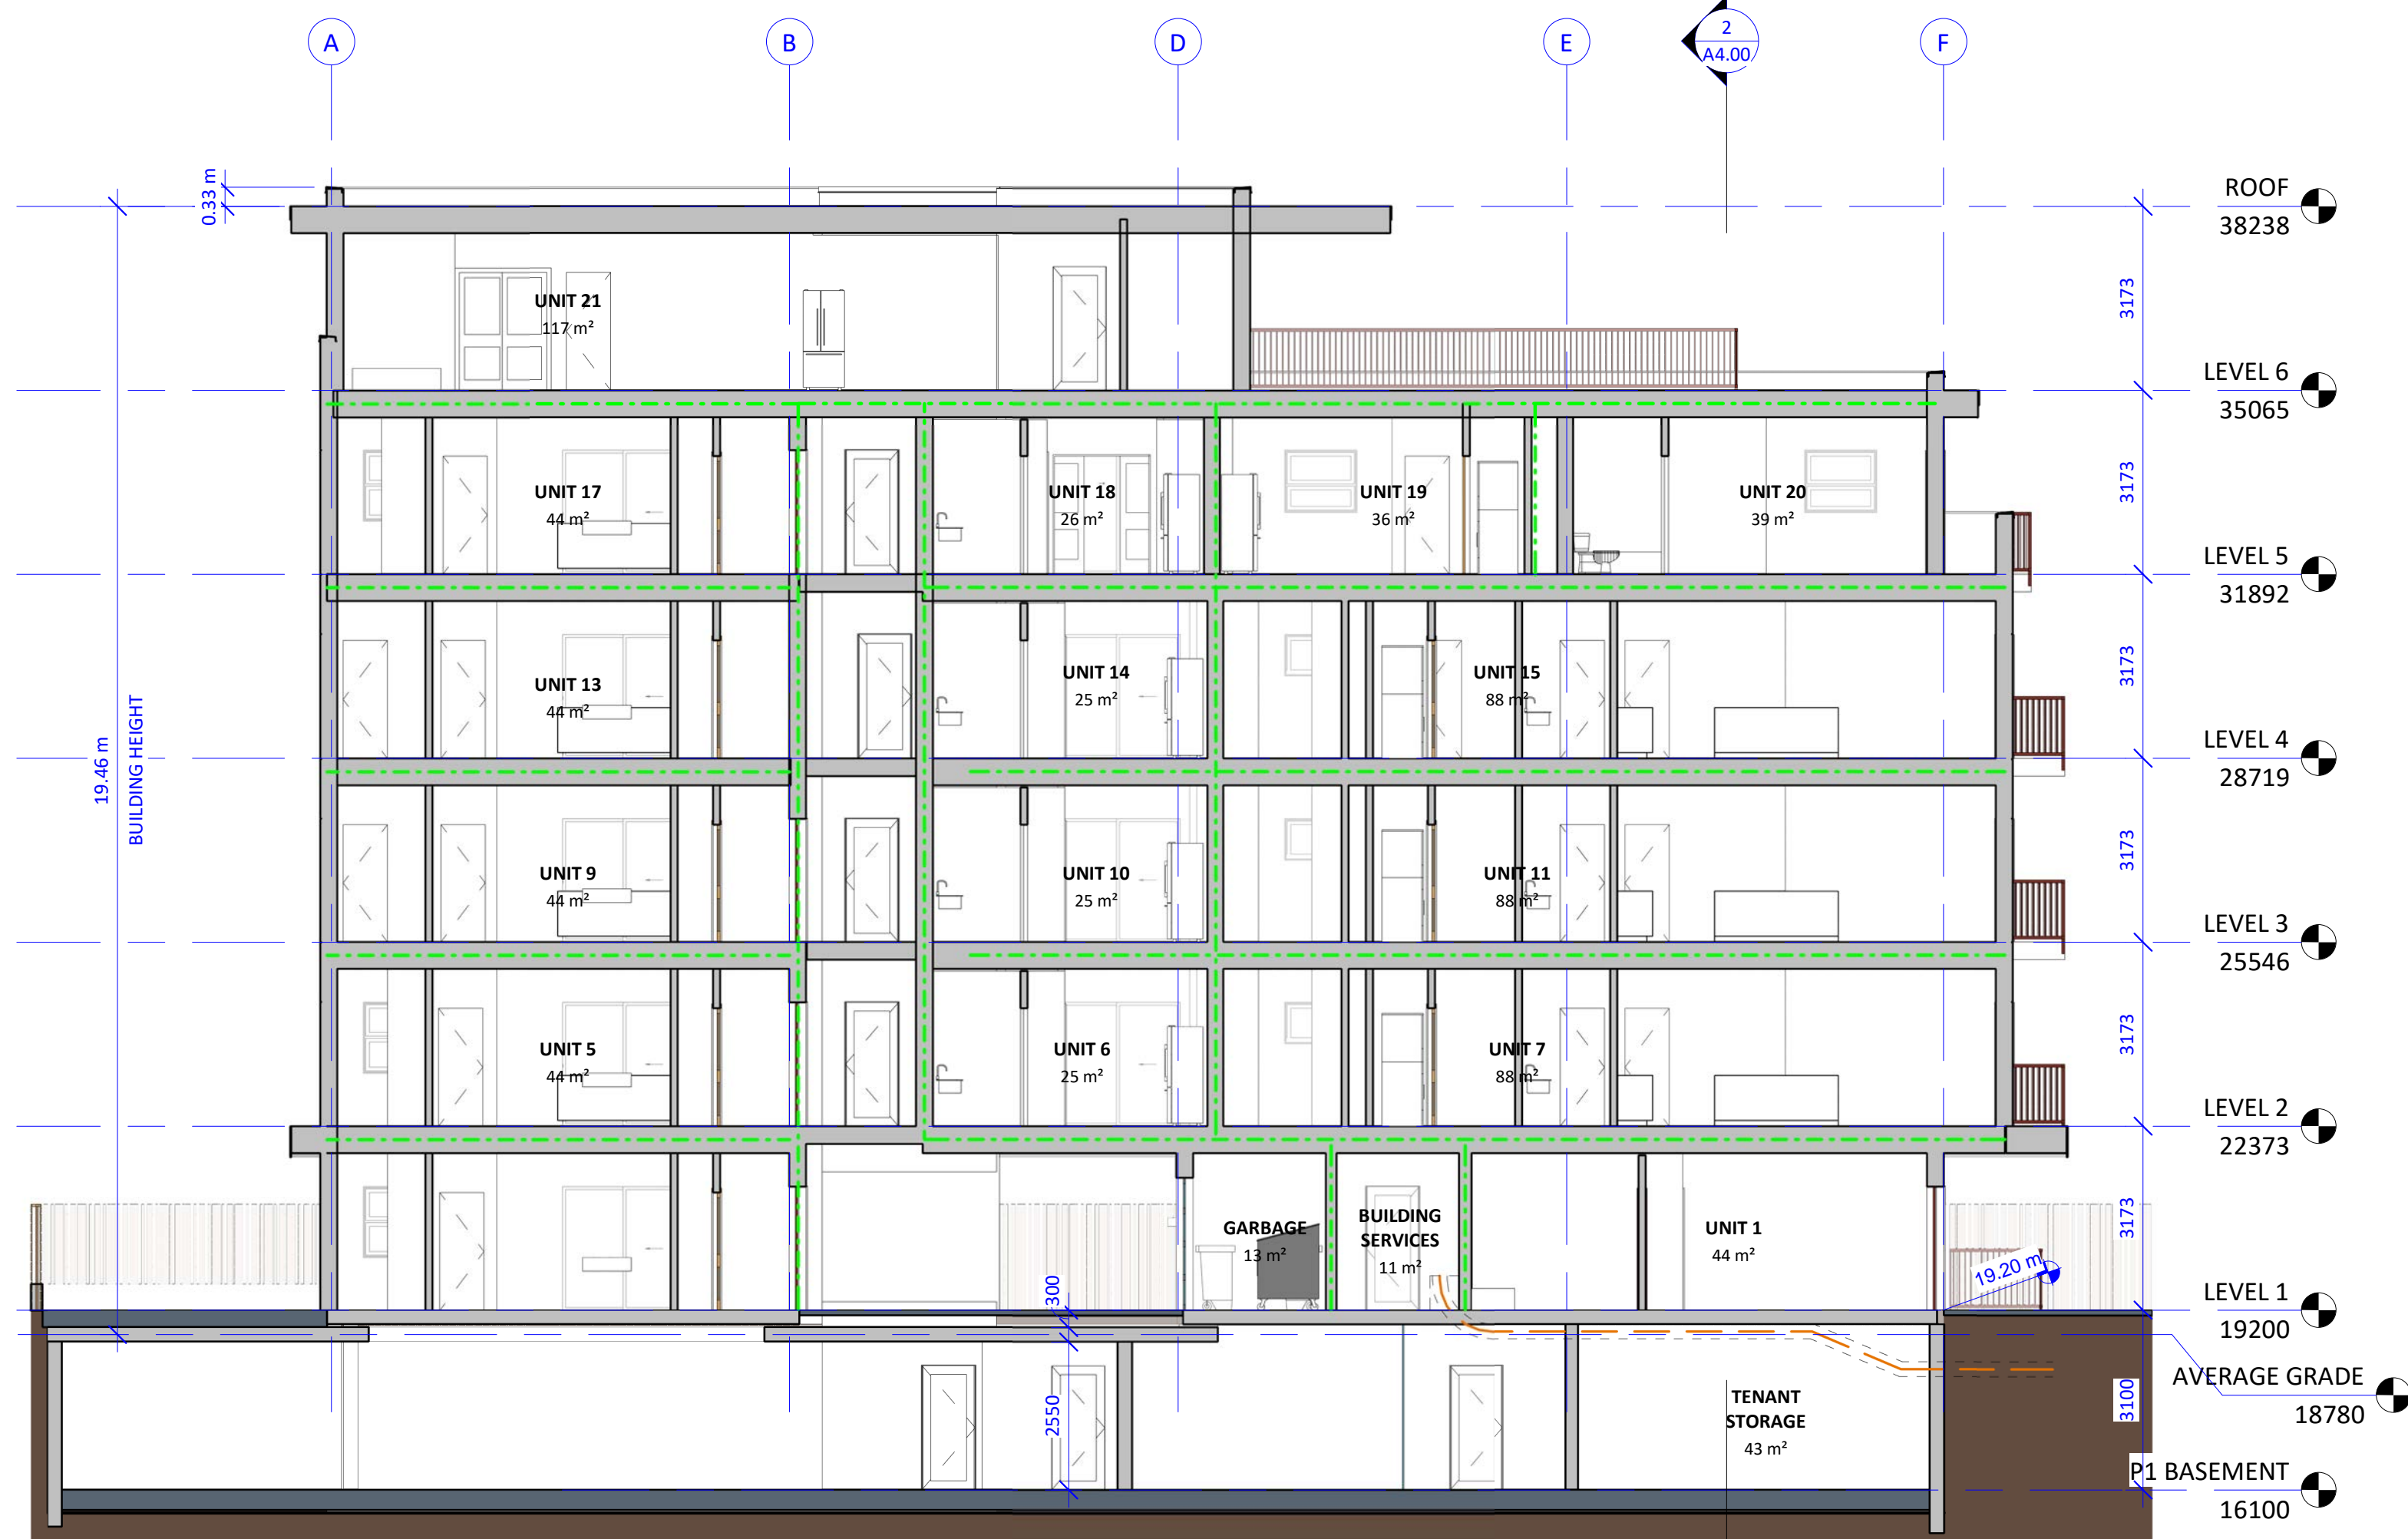 A
B
D
E
2
A4.00
F
0.33 m
ROOF
38238
3173
UNIT 21
117 m²
LEVEL 6
35065
3173
UNIT 17
44 m²
UNIT 18
26 m²
UNIT 19
36 m²
UNIT 20
39 m²
LEVEL 5
31892
3173
UNIT 13
44 m²
UNIT 14
25 m²
UNIT 15
88 m²
19.46 m
BUILDING HEIGHT
LEVEL 4
28719
3173
UNIT 9
44 m²
UNIT 10
25 m²
UNIT 11
88 m²
LEVEL 3
25546
3173
UNIT 5
44 m²
UNIT 6
25 m²
UNIT 7
88 m²
LEVEL 2
22373
3173
GARBAGE
13 m²
BUILDING
SERVICES
11 m²
UNIT 1
44 m²
19.20 m
300
LEVEL 1
19200
AVERAGE GRADE
18780
3100
2550
TENANT
STORAGE
43 m²
P1 BASEMENT
16100